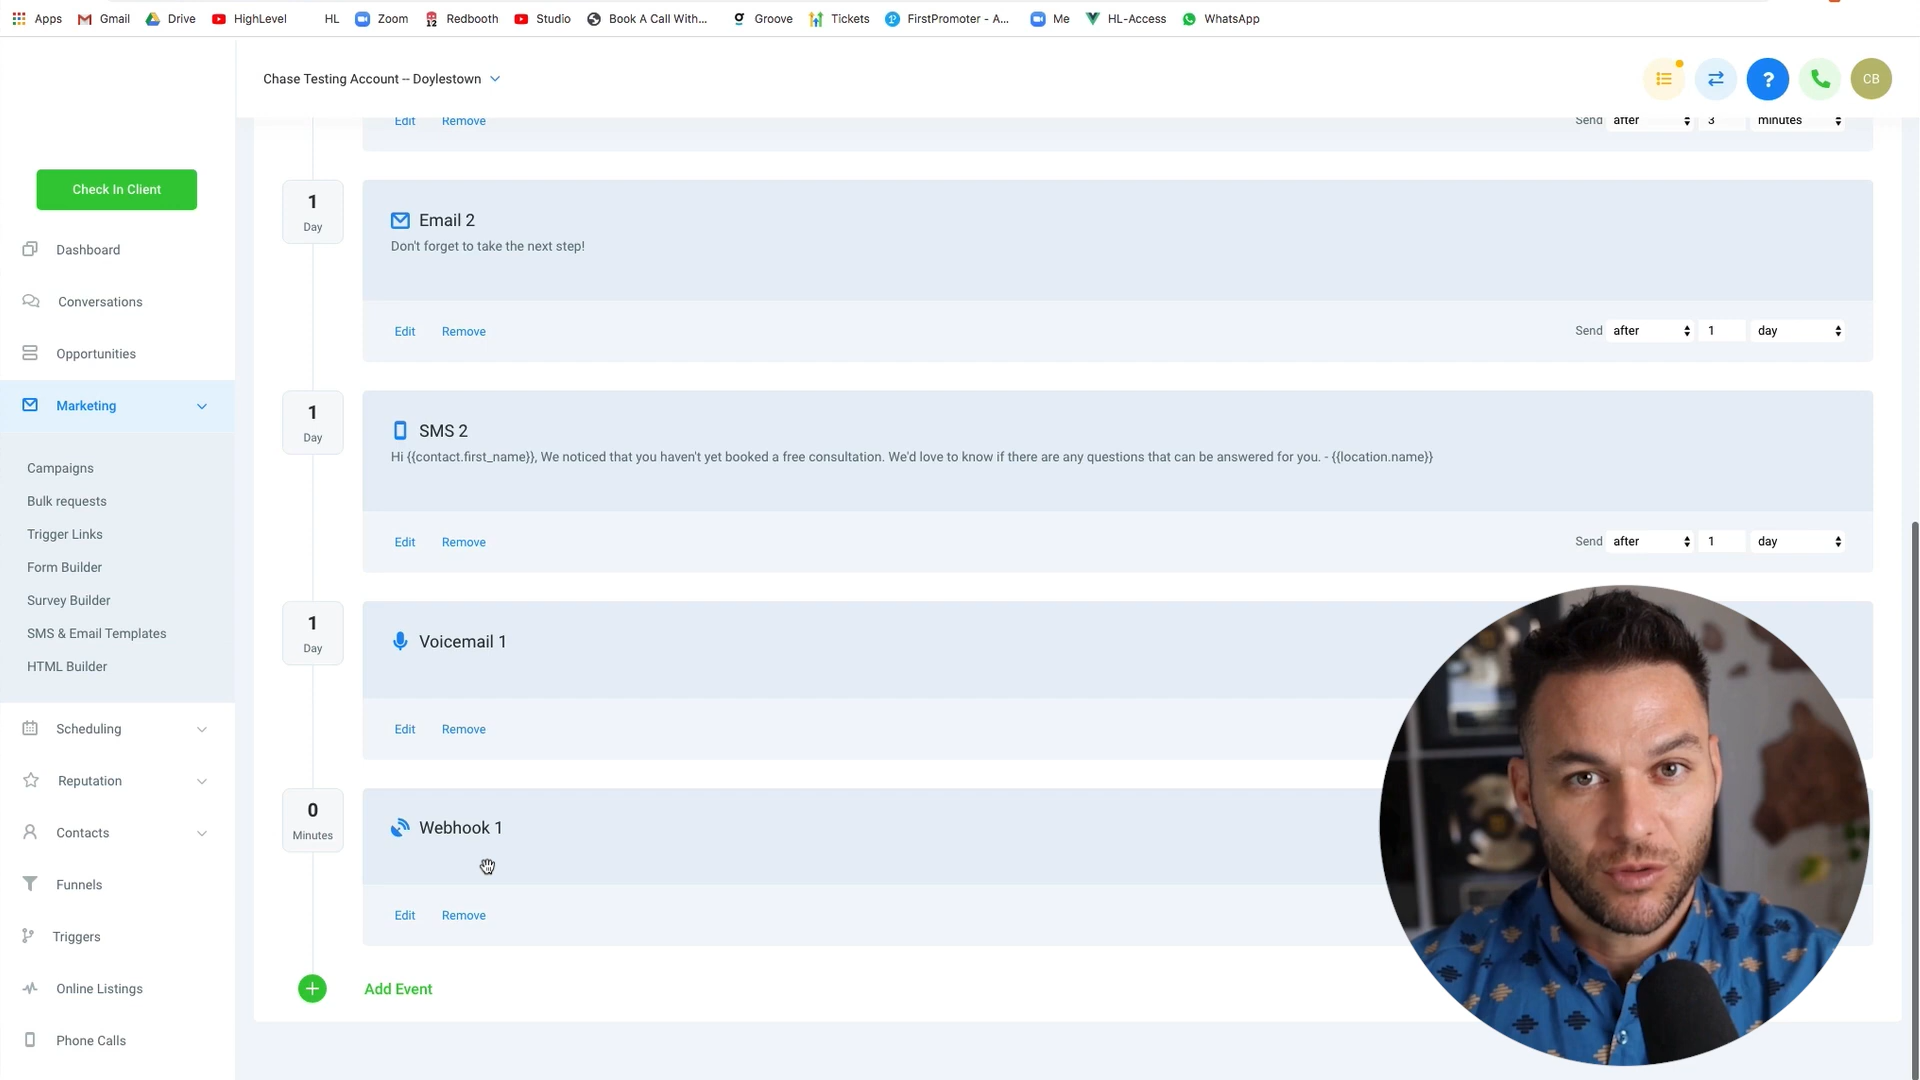 Apps Gmail Drive HighLevel HL Zoom Redbooth Studio Book A Call With... Groove Tickets FirstPromoter - A... Me HL-Access WhatsApp
Chase Testing Account -- Doylestown
? CB
Edit Remove Send after 3 minutes
Check In Client
1
Day
Email 2
Don't forget to take the next step!
Dashboard
Conversations
Edit Remove Send after 1 day
Opportunities
Marketing
1
Day
SMS 2
Hi {{contact.first_name}}, We noticed that you haven't yet booked a free consultation. We'd love to know if there are any questions that can be answered for you. - {{location.name}}
Campaigns
Bulk requests
Trigger Links
Edit Remove Send after 1 day
Form Builder
Survey Builder
SMS & Email Templates
HTML Builder
1
Day
Voicemail 1
Edit Remove
Scheduling
Reputation
Contacts
Funnels
0
Minutes
Webhook 1
Edit Remove
Triggers
Online Listings
Phone Calls
Add Event